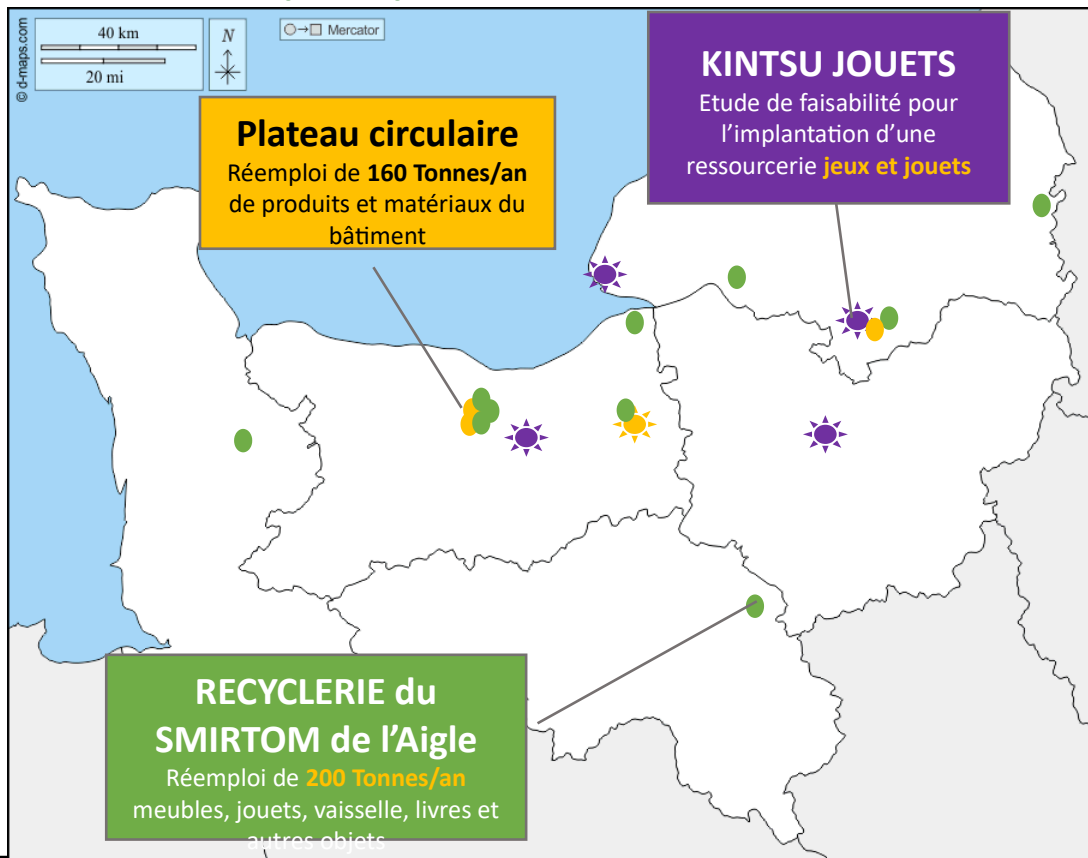 © d-maps.com
40 km
20 mi
N
Mercator
KINTSU JOUETS
Etude de faisabilité pour
l'implantation d'une
ressourcerie jeux et jouets
Plateau circulaire
Réemploi de 160 Tonnes/an
de produits et matériaux du
bâtiment
RECYCLERIE du
SMIRTOM de l'Aigle
Réemploi de 200 Tonnes/an
meubles, jouets, vaisselle, livres et
autres objets